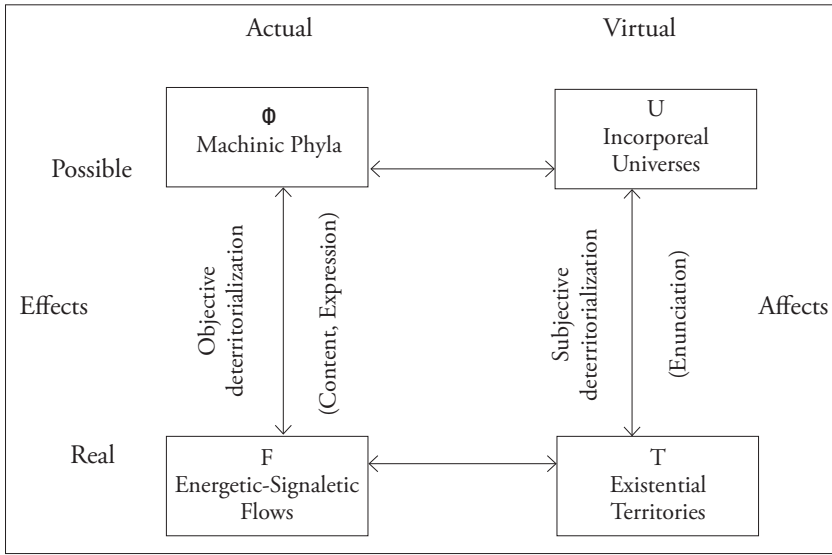 Actual
Virtual
Φ
Machinic Phyla
U
Incorporeal
Universes
Possible
Objective
deterritorialization
(Content, Expression)
Subjective
deterritorialization
(Enunciation)
Effects
Affects
Real
F
Energetic-Signaletic
Flows
T
Existential
Territories